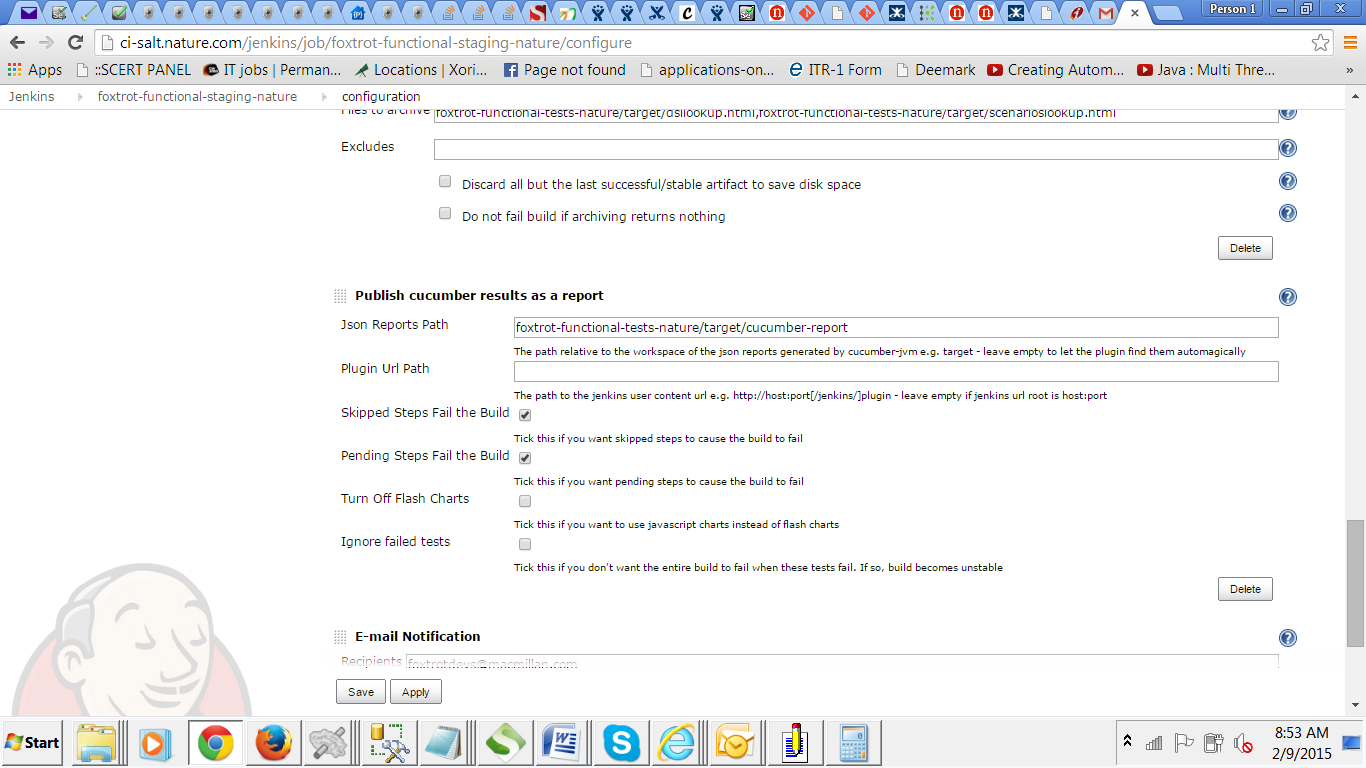 Person 1
ci-salt.nature.com/jenkins/job/foxtrot-functional-staging-nature/configure
Apps ::SCERT PANEL IT jobs | Perman... Locations | Xori... Page not found applications-on... ITR-1 Form Deemark Creating Autom... Java : Multi Thre... »
Jenkins foxtrot-functional-staging-nature configuration
Files to archive foxtrot-functional-tests-nature/target/dsllookup.html,foxtrot-functional-tests-nature/target/scenarioslookup.html
Excludes
Discard all but the last successful/stable artifact to save disk space
Do not fail build if archiving returns nothing
Delete
Publish cucumber results as a report
Json Reports Path foxtrot-functional-tests-nature/target/cucumber-report
The path relative to the workspace of the json reports generated by cucumber-jvm e.g. target - leave empty to let the plugin find them automagically
Plugin Url Path
The path to the jenkins user content url e.g. http://host:port[/jenkins/]plugin - leave empty if jenkins url root is host:port
Skipped Steps Fail the Build
Tick this if you want skipped steps to cause the build to fail
Pending Steps Fail the Build
Tick this if you want pending steps to cause the build to fail
Turn Off Flash Charts
Tick this if you want to use javascript charts instead of flash charts
Ignore failed tests
Tick this if you don't want the entire build to fail when these tests fail. If so, build becomes unstable
Delete
E-mail Notification
Recipients foxtrotdevs@macmillan.com
Save Apply
Start 8:53 AM
2/9/2015